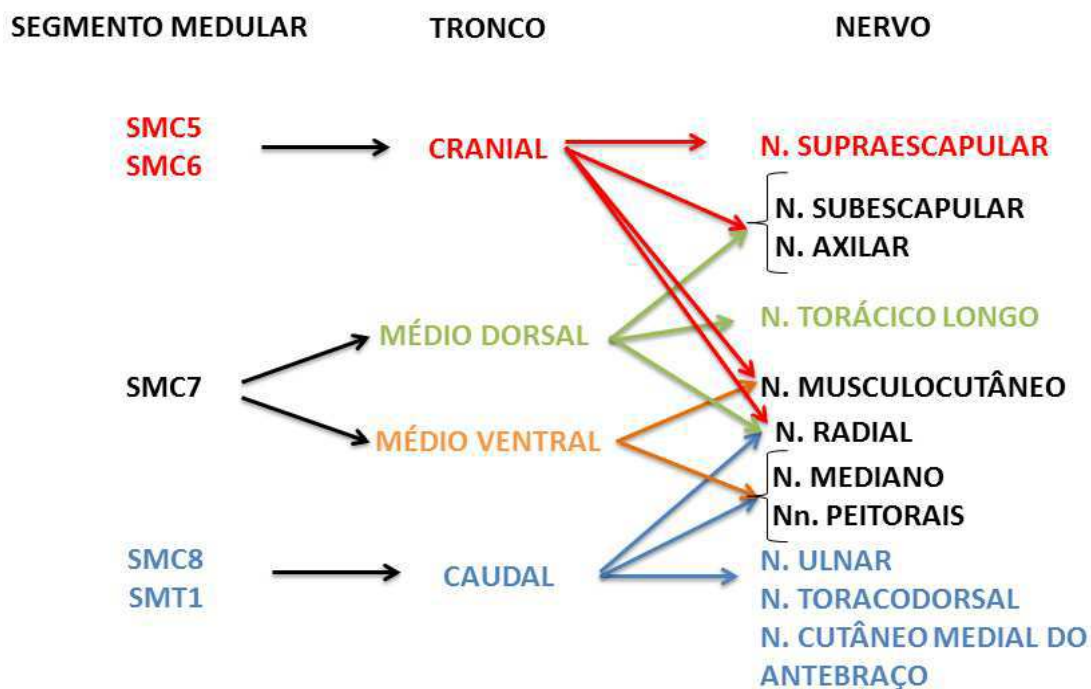 SEGMENTO MEDULAR
TRONCO
NERVO
SMC5
SMC6
CRANIAL
N. SUPRAESCAPULAR
N. SUBESCAPULAR
N. AXILAR
MÉDIO DORSAL
N. TORÁCICO LONGO
SMC7
N. MUSCULOCUTÂNEO
MÉDIO VENTRAL
N. RADIAL
N. MEDIANO
Nn. PEITORAIS
SMC8
SMT1
CAUDAL
N. ULNAR
N. TORACODORSAL
N. CUTÂNEO MEDIAL DO
ANTEBRAÇO